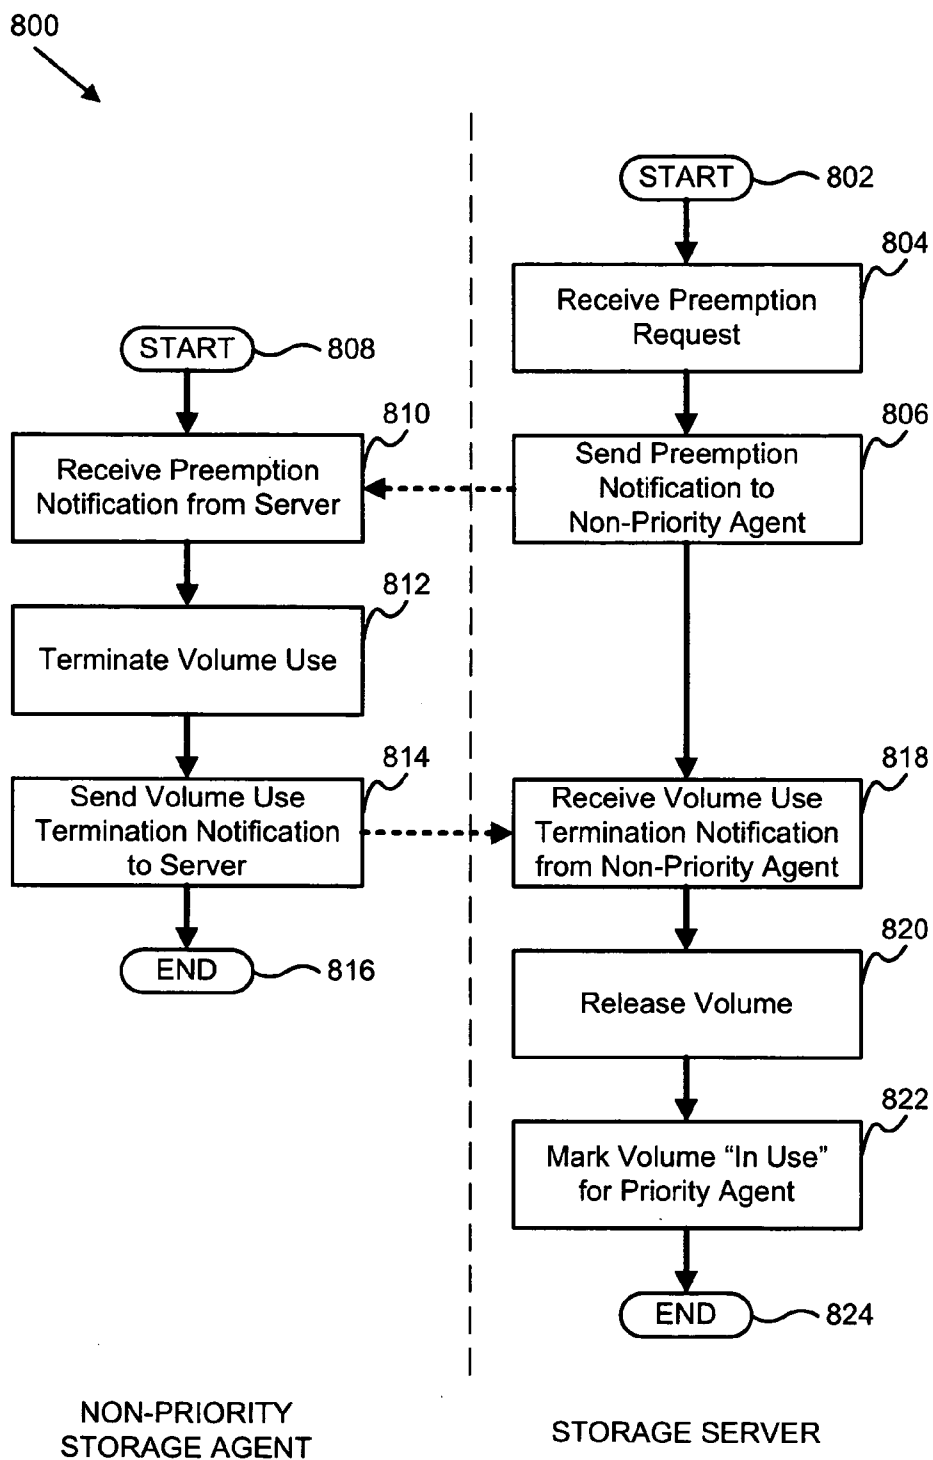 800
START
802
804
Receive Preemption
Request
START
808
810
Receive Preemption
Notification from Server
806
Send Preemption
Notification to
Non-Priority Agent
812
Terminate Volume Use
814
Send Volume Use
Termination Notification
to Server
818
Receive Volume Use
Termination Notification
from Non-Priority Agent
END
816
820
Release Volume
822
Mark Volume “In Use”
for Priority Agent
END
824
NON-PRIORITY
STORAGE AGENT
STORAGE SERVER